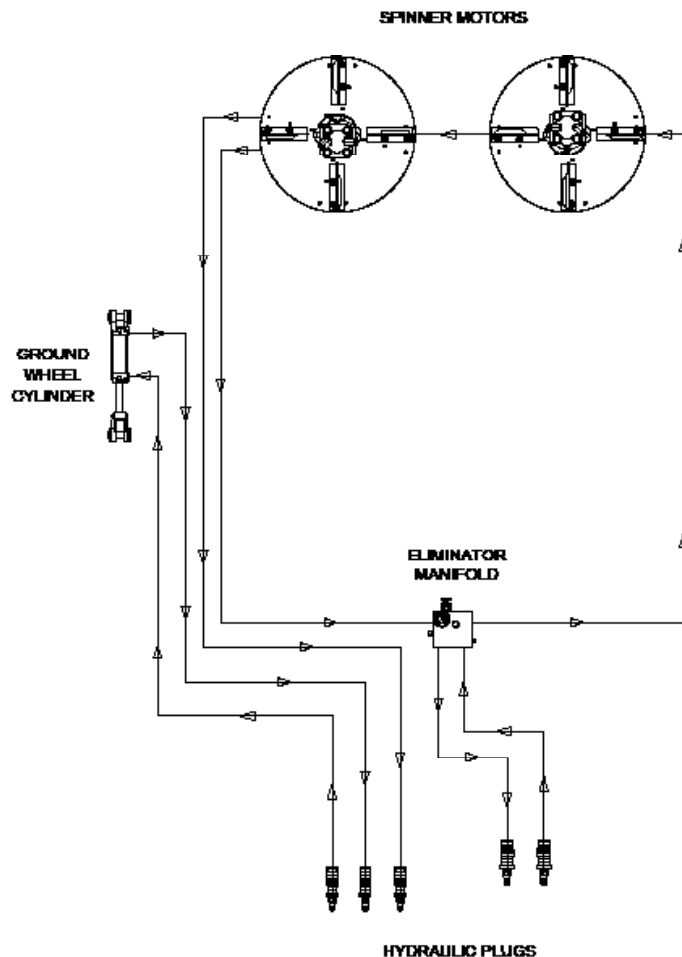 SPINNER MOTORS
GROUND
WHEEL
CYLINDER
ELIMINATOR
MANIFOLD
HYDRAULIC PLUGS